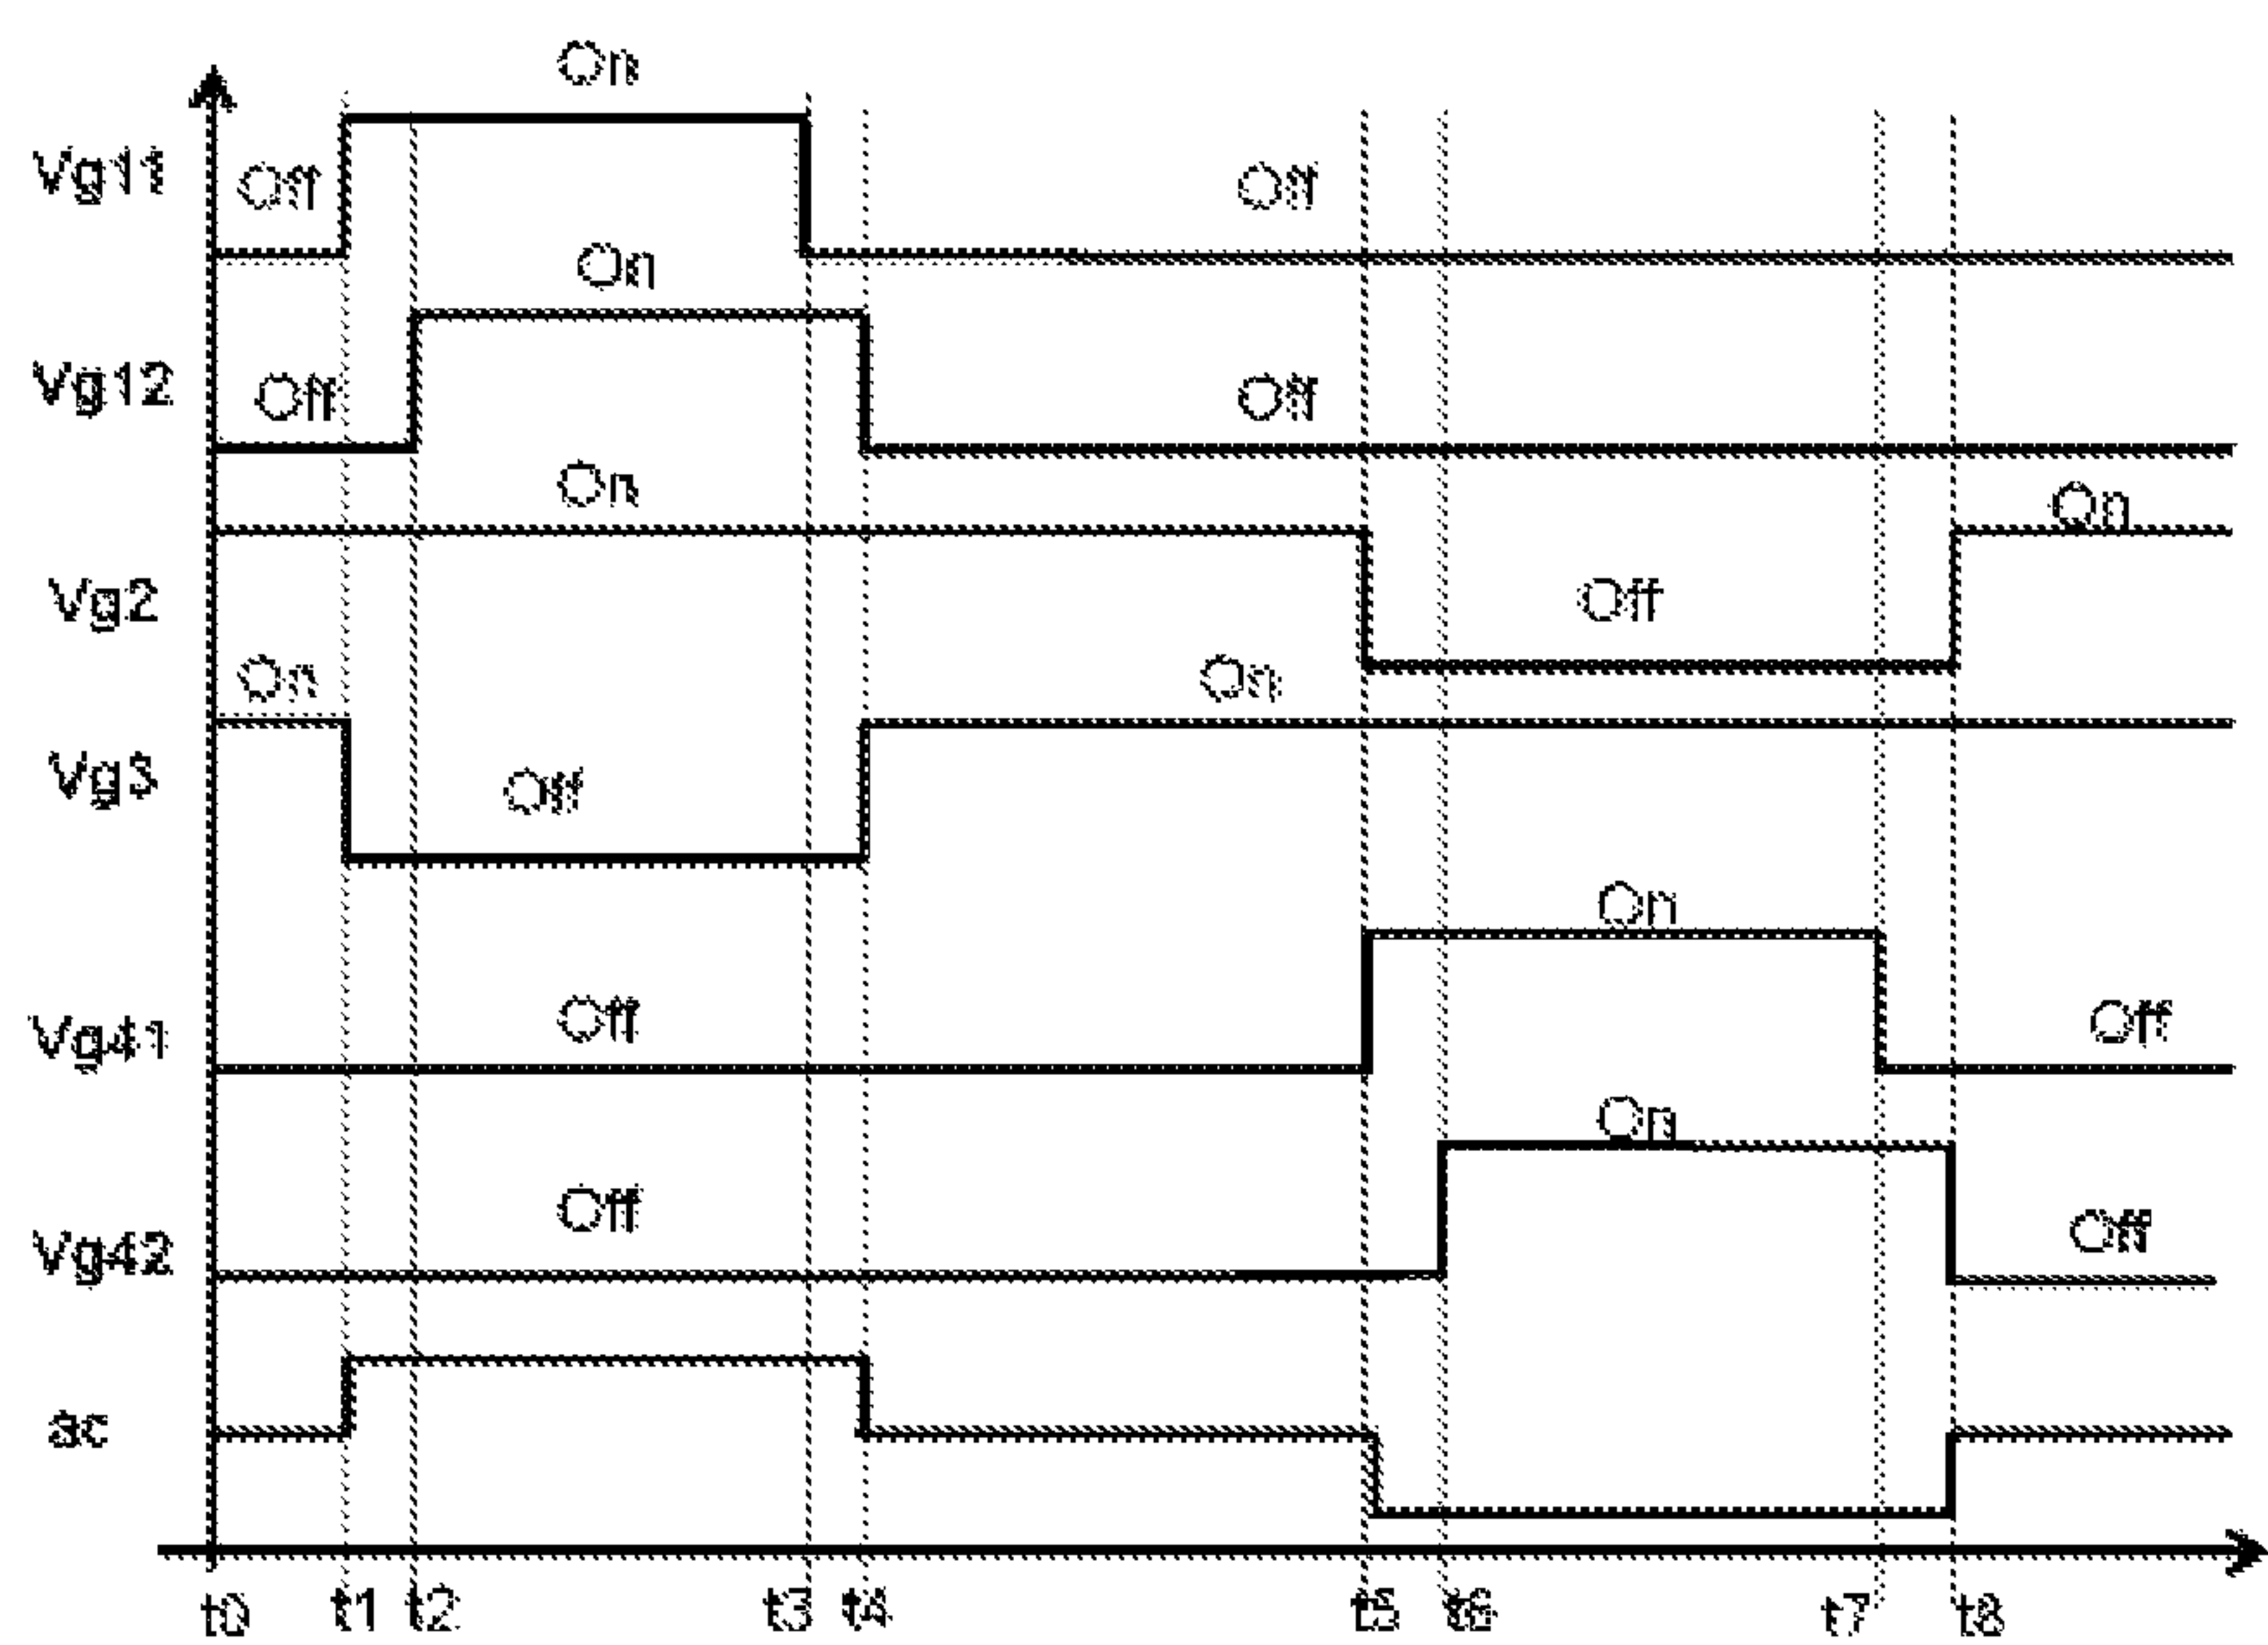 On
Vg11 Off Off
On
Vg12 Off Off
On On
Vg2 Off
On On
Vg3 Off
On
Vg41 Off Off
On
Vg42 Off Off
ac
t0 t1 t2 t3 t4 t5 t6 t7 t8